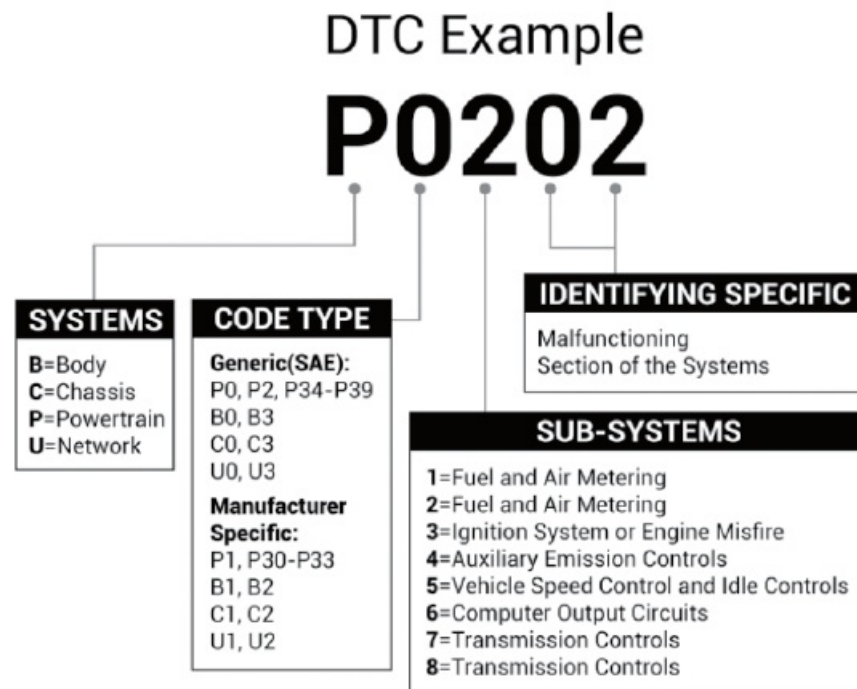 DTC Example
P0202
SYSTEMS
B=Body
C=Chassis
P=Powertrain
U=Network
CODE TYPE
Generic(SAE):
P0, P2, P34-P39
B0, B3
C0, C3
U0, U3
Manufacturer
Specific:
P1, P30-P33
B1, B2
C1, C2
U1, U2
IDENTIFYING SPECIFIC
Malfunctioning
Section of the Systems
SUB-SYSTEMS
1=Fuel and Air Metering
2=Fuel and Air Metering
3=Ignition System or Engine Misfire
4=Auxiliary Emission Controls
5=Vehicle Speed Control and Idle Controls
6=Computer Output Circuits
7=Transmission Controls
8=Transmission Controls